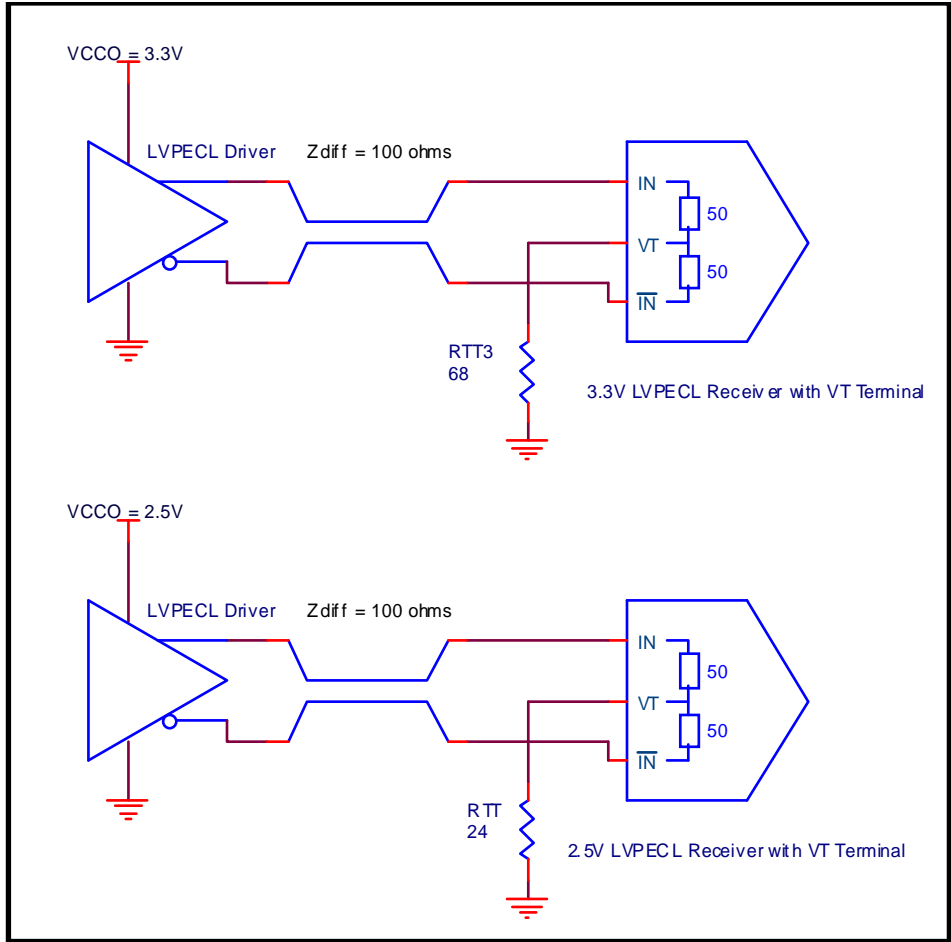 VCCO = 3.3V
LVPECL Driver
Zdiff = 100 ohms
IN
50
VT
50
IN
RTT3
68
3.3V LVPECL Receiver with VT Terminal
VCCO = 2.5V
LVPECL Driver
Zdiff = 100 ohms
IN
50
VT
50
IN
RTT
24
2.5V LVPECL Receiver with VT Terminal